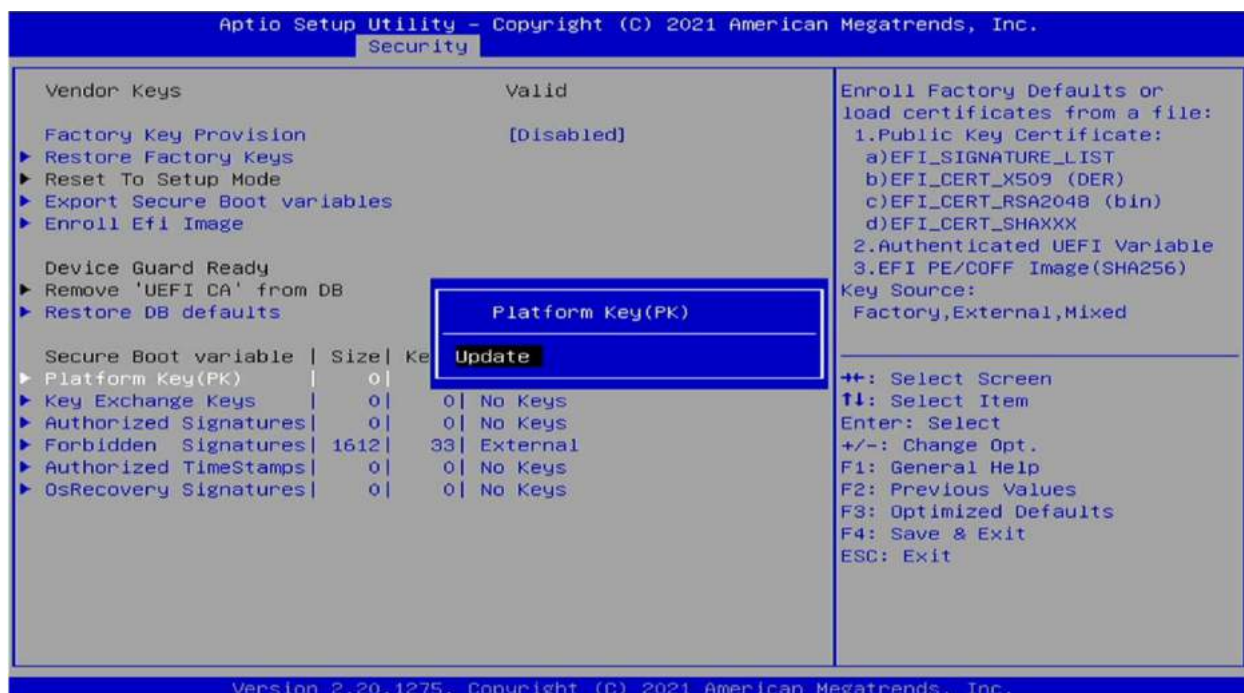 Aptio Setup Utility – Copyright (C) 2021 American Megatrends, Inc.
Security
Vendor Keys Valid
Factory Key Provision [Disabled]
Restore Factory Keys
Reset To Setup Mode
Export Secure Boot variables
Enroll Efi Image
Device Guard Ready
Remove 'UEFI CA' from DB
Restore DB defaults
Secure Boot variable | Size| Ke
Platform Key(PK) | 0|
Key Exchange Keys | 0| 0| No Keys
Authorized Signatures| 0| 0| No Keys
Forbidden Signatures| 1612| 33| External
Authorized TimeStamps| 0| 0| No Keys
OsRecovery Signatures| 0| 0| No Keys
Platform Key(PK)
Update
Enroll Factory Defaults or
load certificates from a file:
1.Public Key Certificate:
a)EFI_SIGNATURE_LIST
b)EFI_CERT_X509 (DER)
c)EFI_CERT_RSA2048 (bin)
d)EFI_CERT_SHAXXX
2.Authenticated UEFI Variable
3.EFI PE/COFF Image(SHA256)
Key Source:
Factory,External,Mixed
→←: Select Screen
↑↓: Select Item
Enter: Select
+/-: Change Opt.
F1: General Help
F2: Previous Values
F3: Optimized Defaults
F4: Save & Exit
ESC: Exit
Version 2.20.1275. Copyright (C) 2021 American Megatrends, Inc.